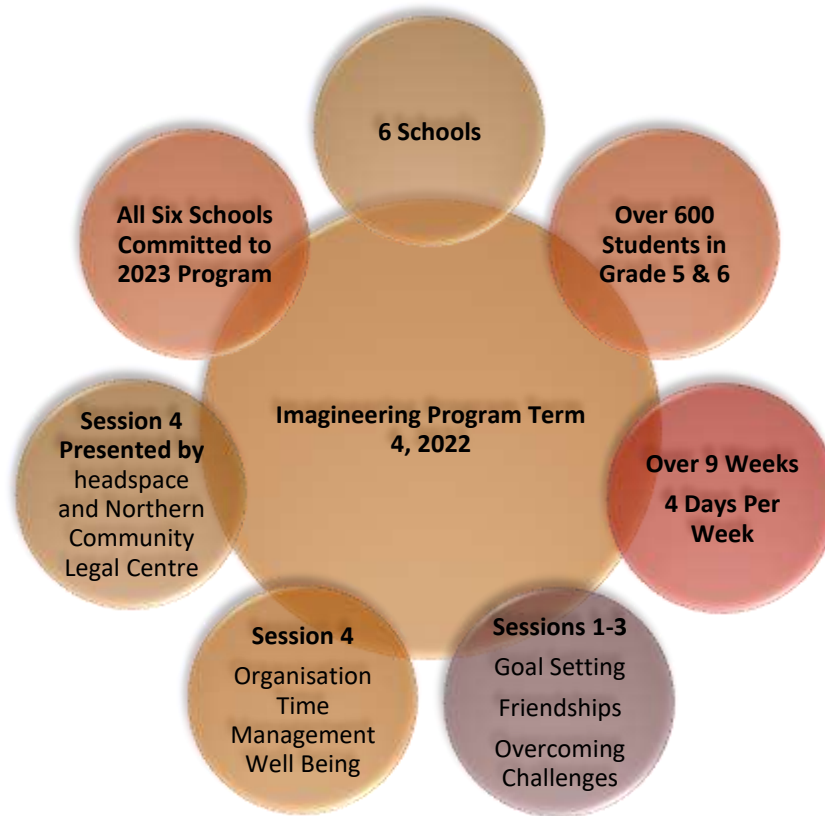 6 Schools
Over 600
Students in
Grade 5 & 6
Over 9 Weeks
4 Days Per
Week
Sessions 1-3
Goal Setting
Friendships
Overcoming
Challenges
Session 4
Organisation
Time
Management
Well Being
Session 4
Presented by
headspace
and Northern
Community
Legal Centre
All Six Schools
Committed to
2023 Program
Imagineering Program Term
4, 2022